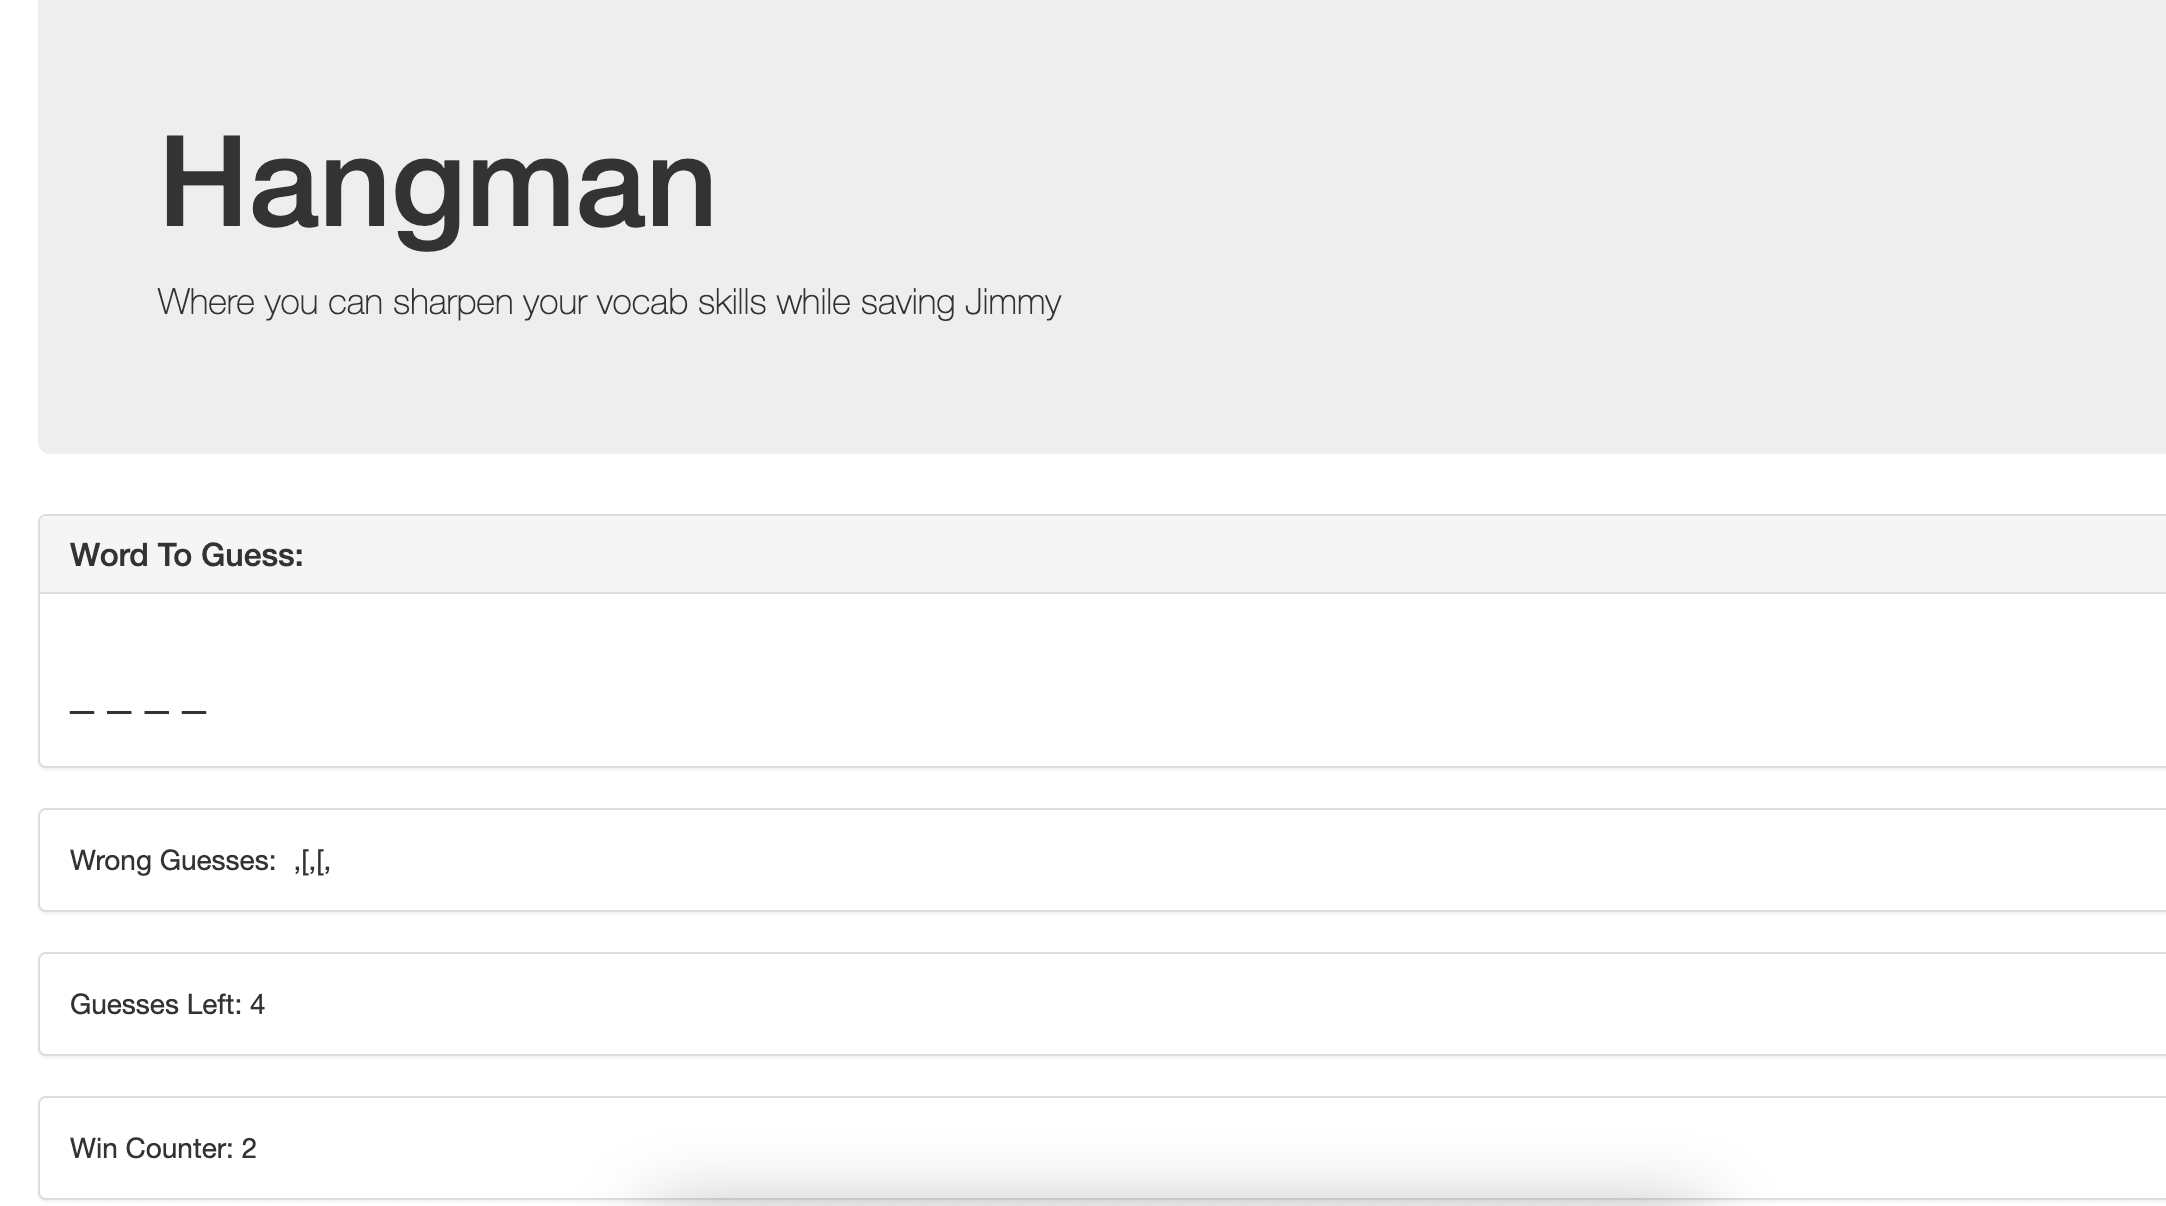 Hangman
Where you can sharpen your vocab skills while saving Jimmy
Word To Guess:
_ _ _ _
Wrong Guesses: ,[,[,
Guesses Left: 4
Win Counter: 2